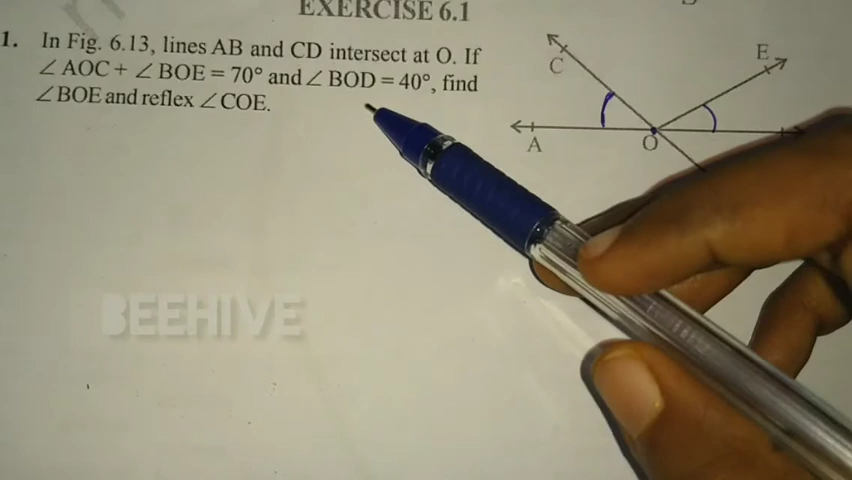 EXERCISE 6.1
1. In Fig. 6.13, lines AB and CD intersect at O. If
∠ AOC + ∠ BOE = 70° and ∠ BOD = 40°, find
∠ BOE and reflex ∠ COE.
C
E
A
O
BEEHIVE